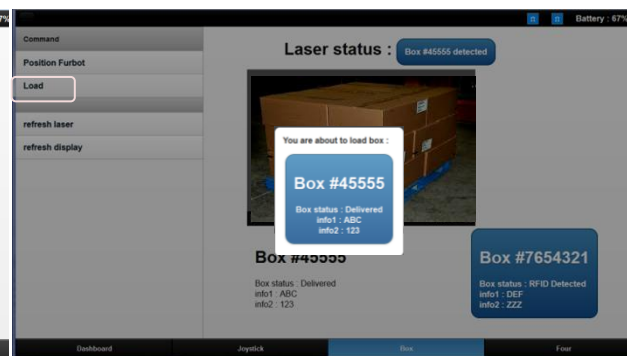 7%
Battery : 67%
Command
Position Furbot
Load
refresh laser
refresh display
Laser status :
Box #45555 detected
You are about to load box :
Box #45555
Box status : Delivered
info1 : ABC
info2 : 123
Box #45555
Box status : Delivered
info1 : ABC
info2 : 123
Box #7654321
Box status : RFID Detected
info1 : DEF
info2 : ZZZ
Dashboard
Joystick
Box
Four